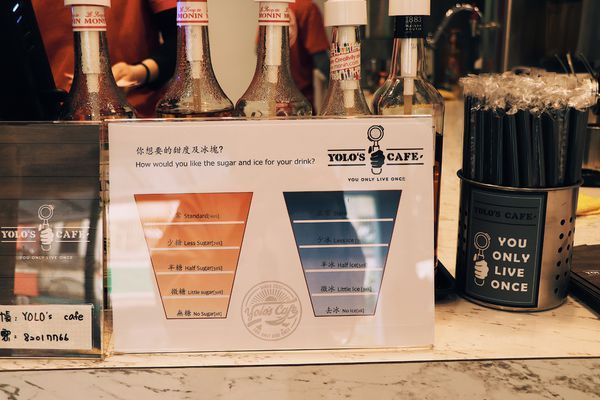 MONIN
MONIN
MONIN
1883
你想要的甜度及冰塊?
How would you like the sugar and ice for your drink?
YOLO'S CAFE
YOU ONLY LIVE ONCE
Standard
少糖 Less Sugar
半糖 Half Sugar
微糖 Little sugar
無糖 No Sugar
少冰 Less ice
半冰 Half Ice
微冰 Little Ice
去冰 No Ice
Yolo's Cafe
YOLO'S CAFE
YOU ONLY LIVE ONCE
YOLO's cafe
YOLO'S CAFE
YOU
ONLY
LIVE
ONCE